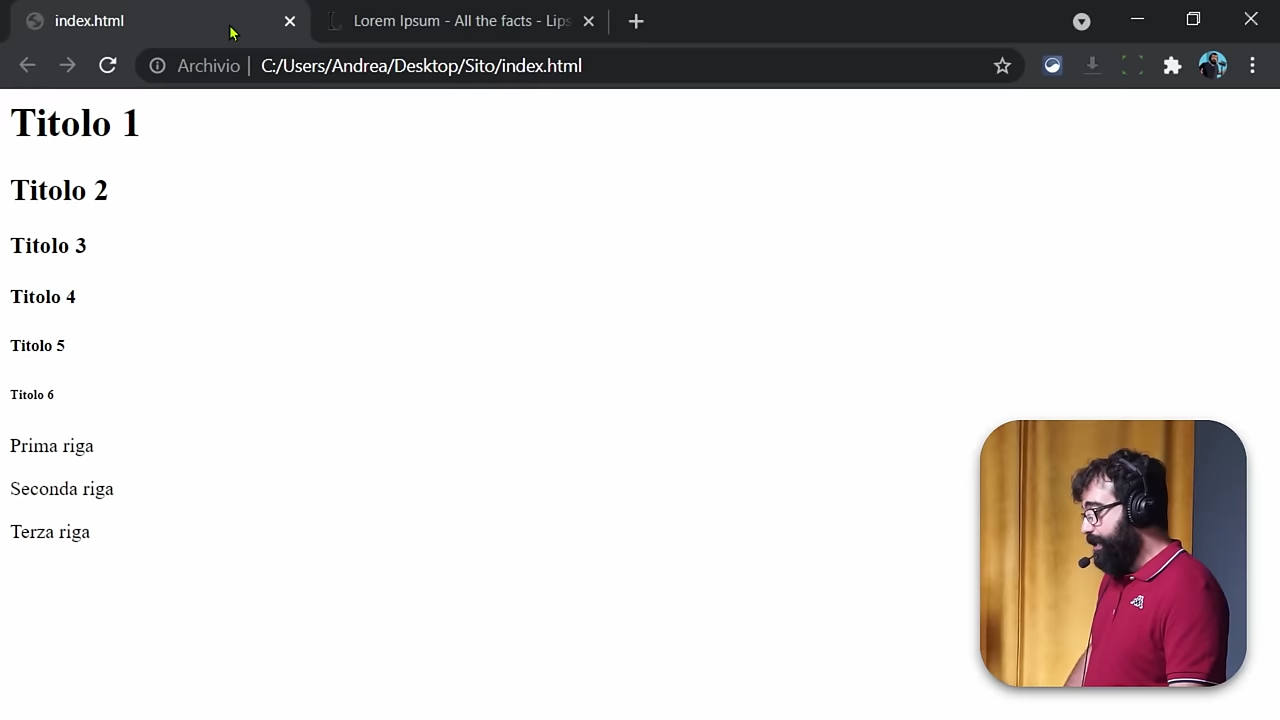 index.html
Lorem Ipsum - All the facts - Lips
Archivio | C:/Users/Andrea/Desktop/Sito/index.html
Titolo 1
Titolo 2
Titolo 3
Titolo 4
Titolo 5
Titolo 6
Prima riga
Seconda riga
Terza riga